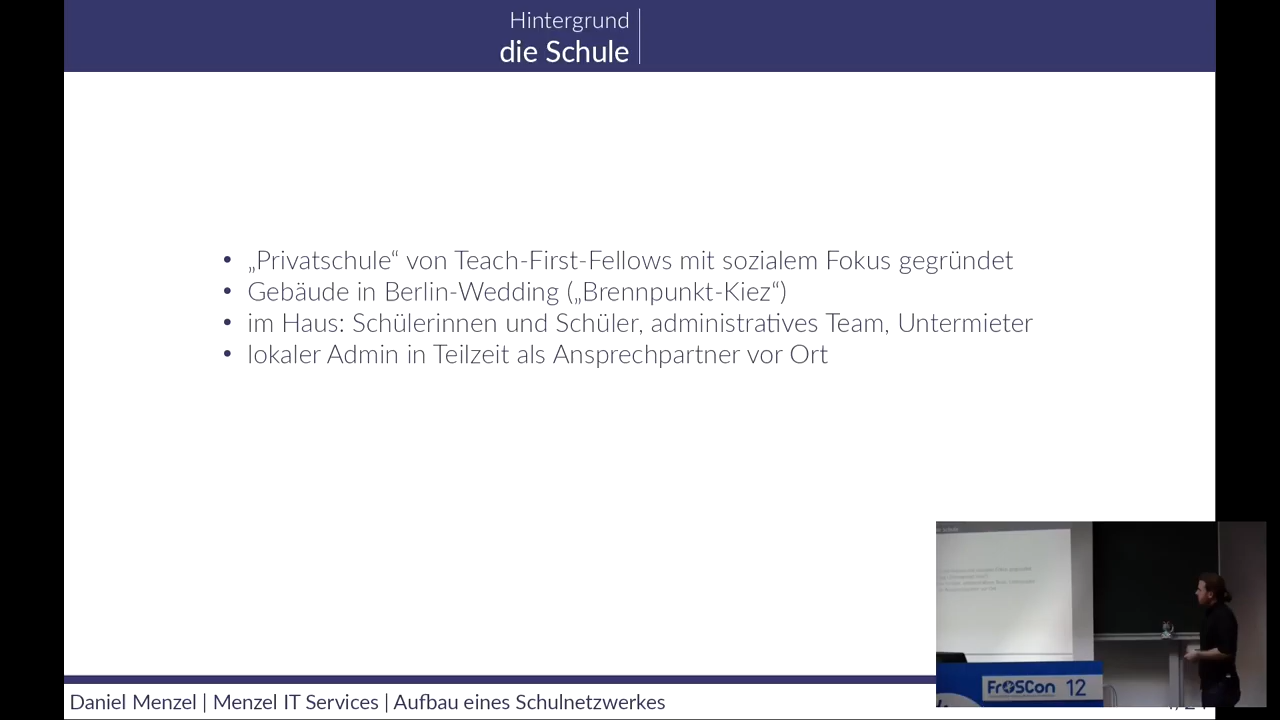 Hintergrund
die Schule
• „Privatschule“ von Teach-First-Fellows mit sozialem Fokus gegründet
• Gebäude in Berlin-Wedding („Brennpunkt-Kiez“)
• im Haus: Schülerinnen und Schüler, administratives Team, Untermieter
• lokaler Admin in Teilzeit als Ansprechpartner vor Ort
Daniel Menzel | Menzel IT Services | Aufbau eines Schulnetzwerkes
FrOSCon 12